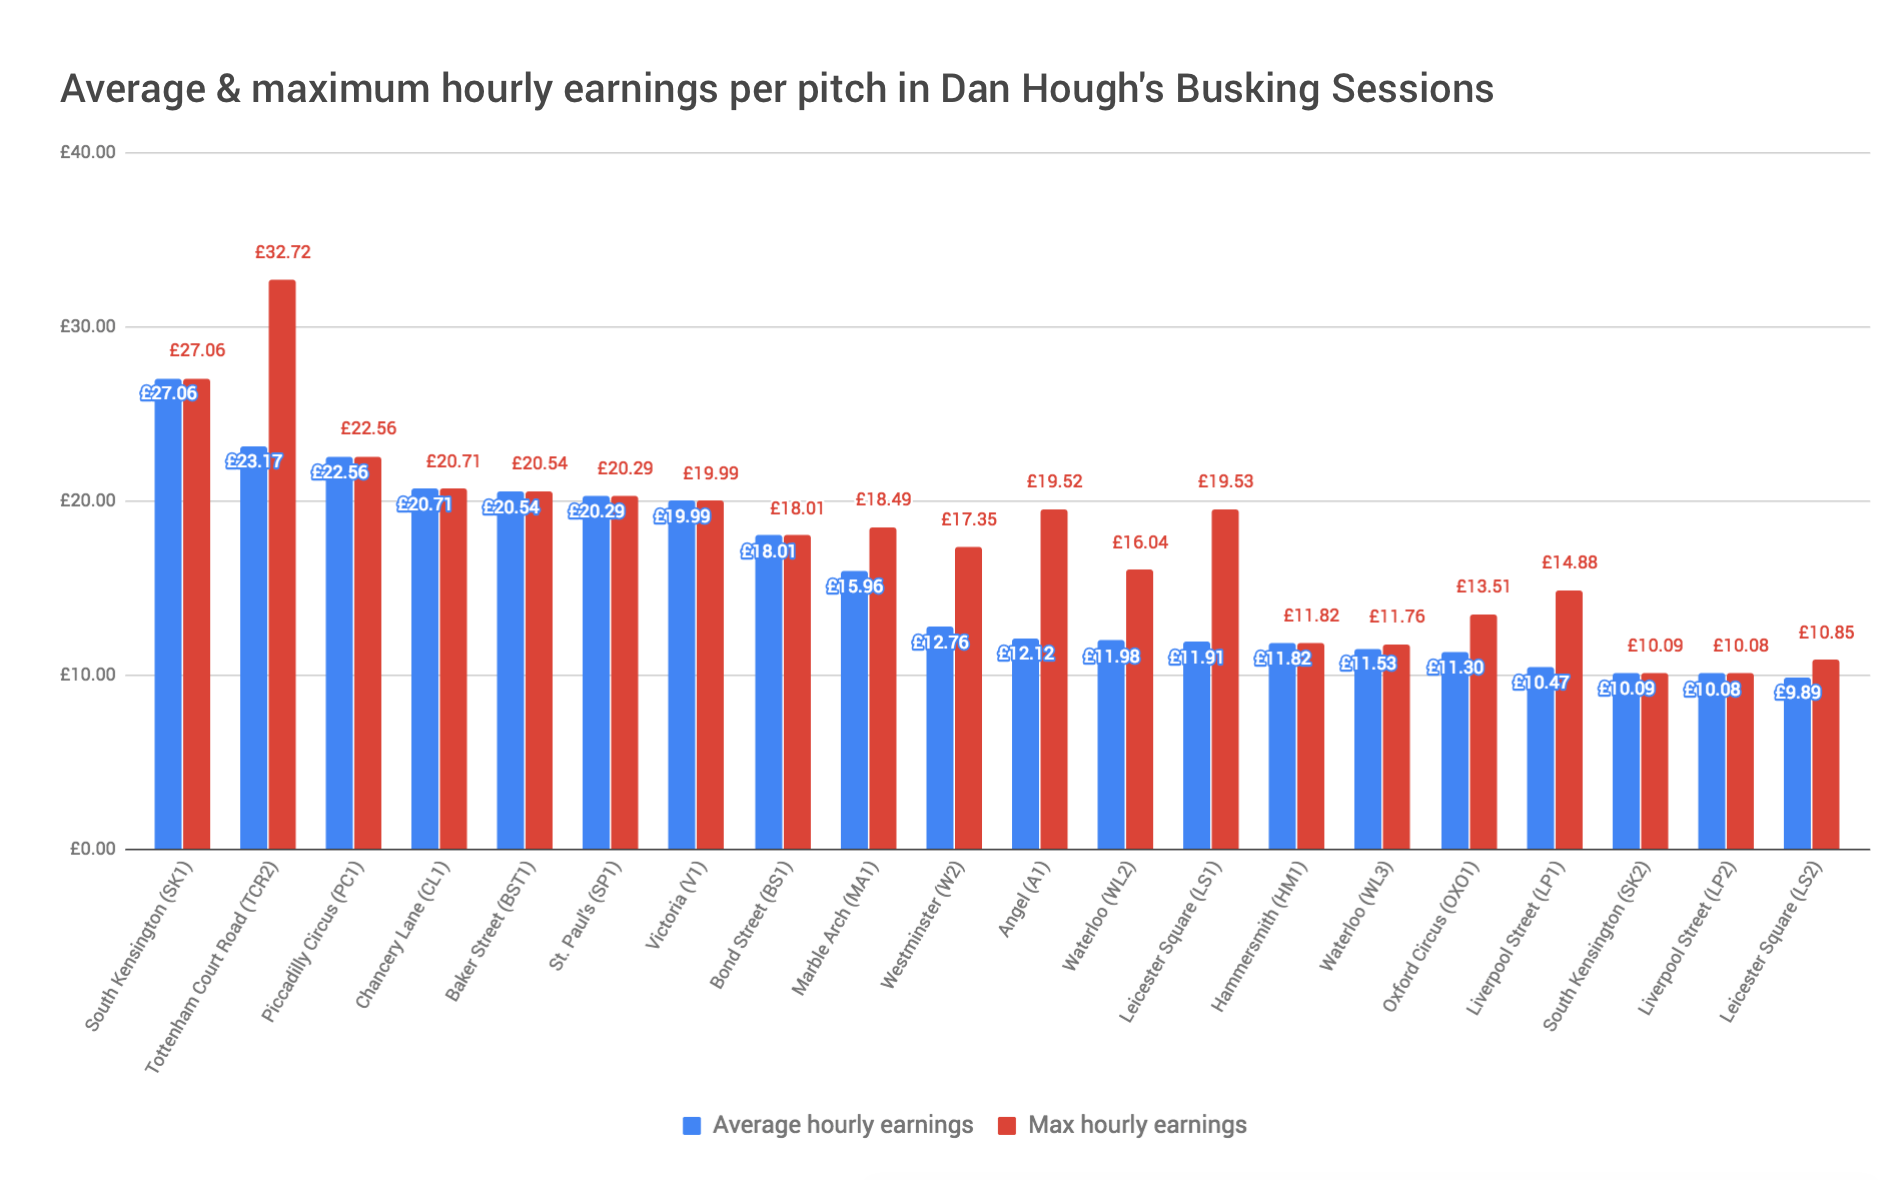 Average & maximum hourly earnings per pitch in Dan Hough's Busking Sessions
£40.00
£30.00
£20.00
£10.00
£0.00
£27.06
£27.06
£23.17
£32.72
£22.56
£22.56
£20.71
£20.71
£20.54
£20.54
£20.29
£20.29
£19.99
£19.99
£18.01
£18.01
£15.96
£18.49
£12.76
£17.35
£12.12
£19.52
£11.98
£16.04
£11.91
£19.53
£11.82
£11.82
£11.53
£11.76
£11.30
£13.51
£10.47
£14.88
£10.09
£10.09
£10.08
£10.08
£9.89
£10.85
South Kensington (SK1)
Tottenham Court Road (TCR2)
Piccadilly Circus (PC1)
Chancery Lane (CL1)
Baker Street (BST1)
St. Paul's (SP1)
Victoria (V1)
Bond Street (BS1)
Marble Arch (MA1)
Westminster (W2)
Angel (A1)
Waterloo (WL2)
Leicester Square (LS1)
Hammersmith (HM1)
Waterloo (WL3)
Oxford Circus (OXO1)
Liverpool Street (LP1)
South Kensington (SK2)
Liverpool Street (LP2)
Leicester Square (LS2)
Average hourly earnings
Max hourly earnings